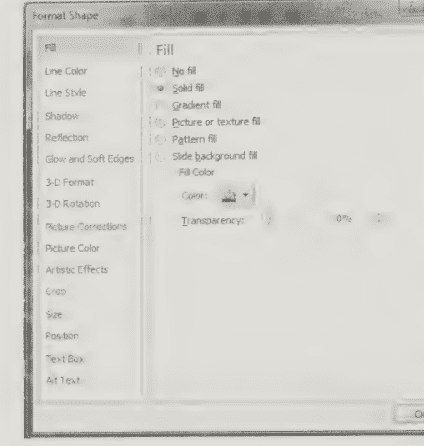 Format Shape
Fill
Line Color
Line Style
Shadow
Reflection
Glow and Soft Edges
3-D Format
3-D Rotation
Picture Corrections
Picture Color
Artistic Effects
Crop
Size
Position
Text Box
Alt Text
Fill
No fill
Solid fill
Gradient fill
Picture or texture fill
Pattern fill
Slide background fill
Fill Color
Color:
Transparency:
0%